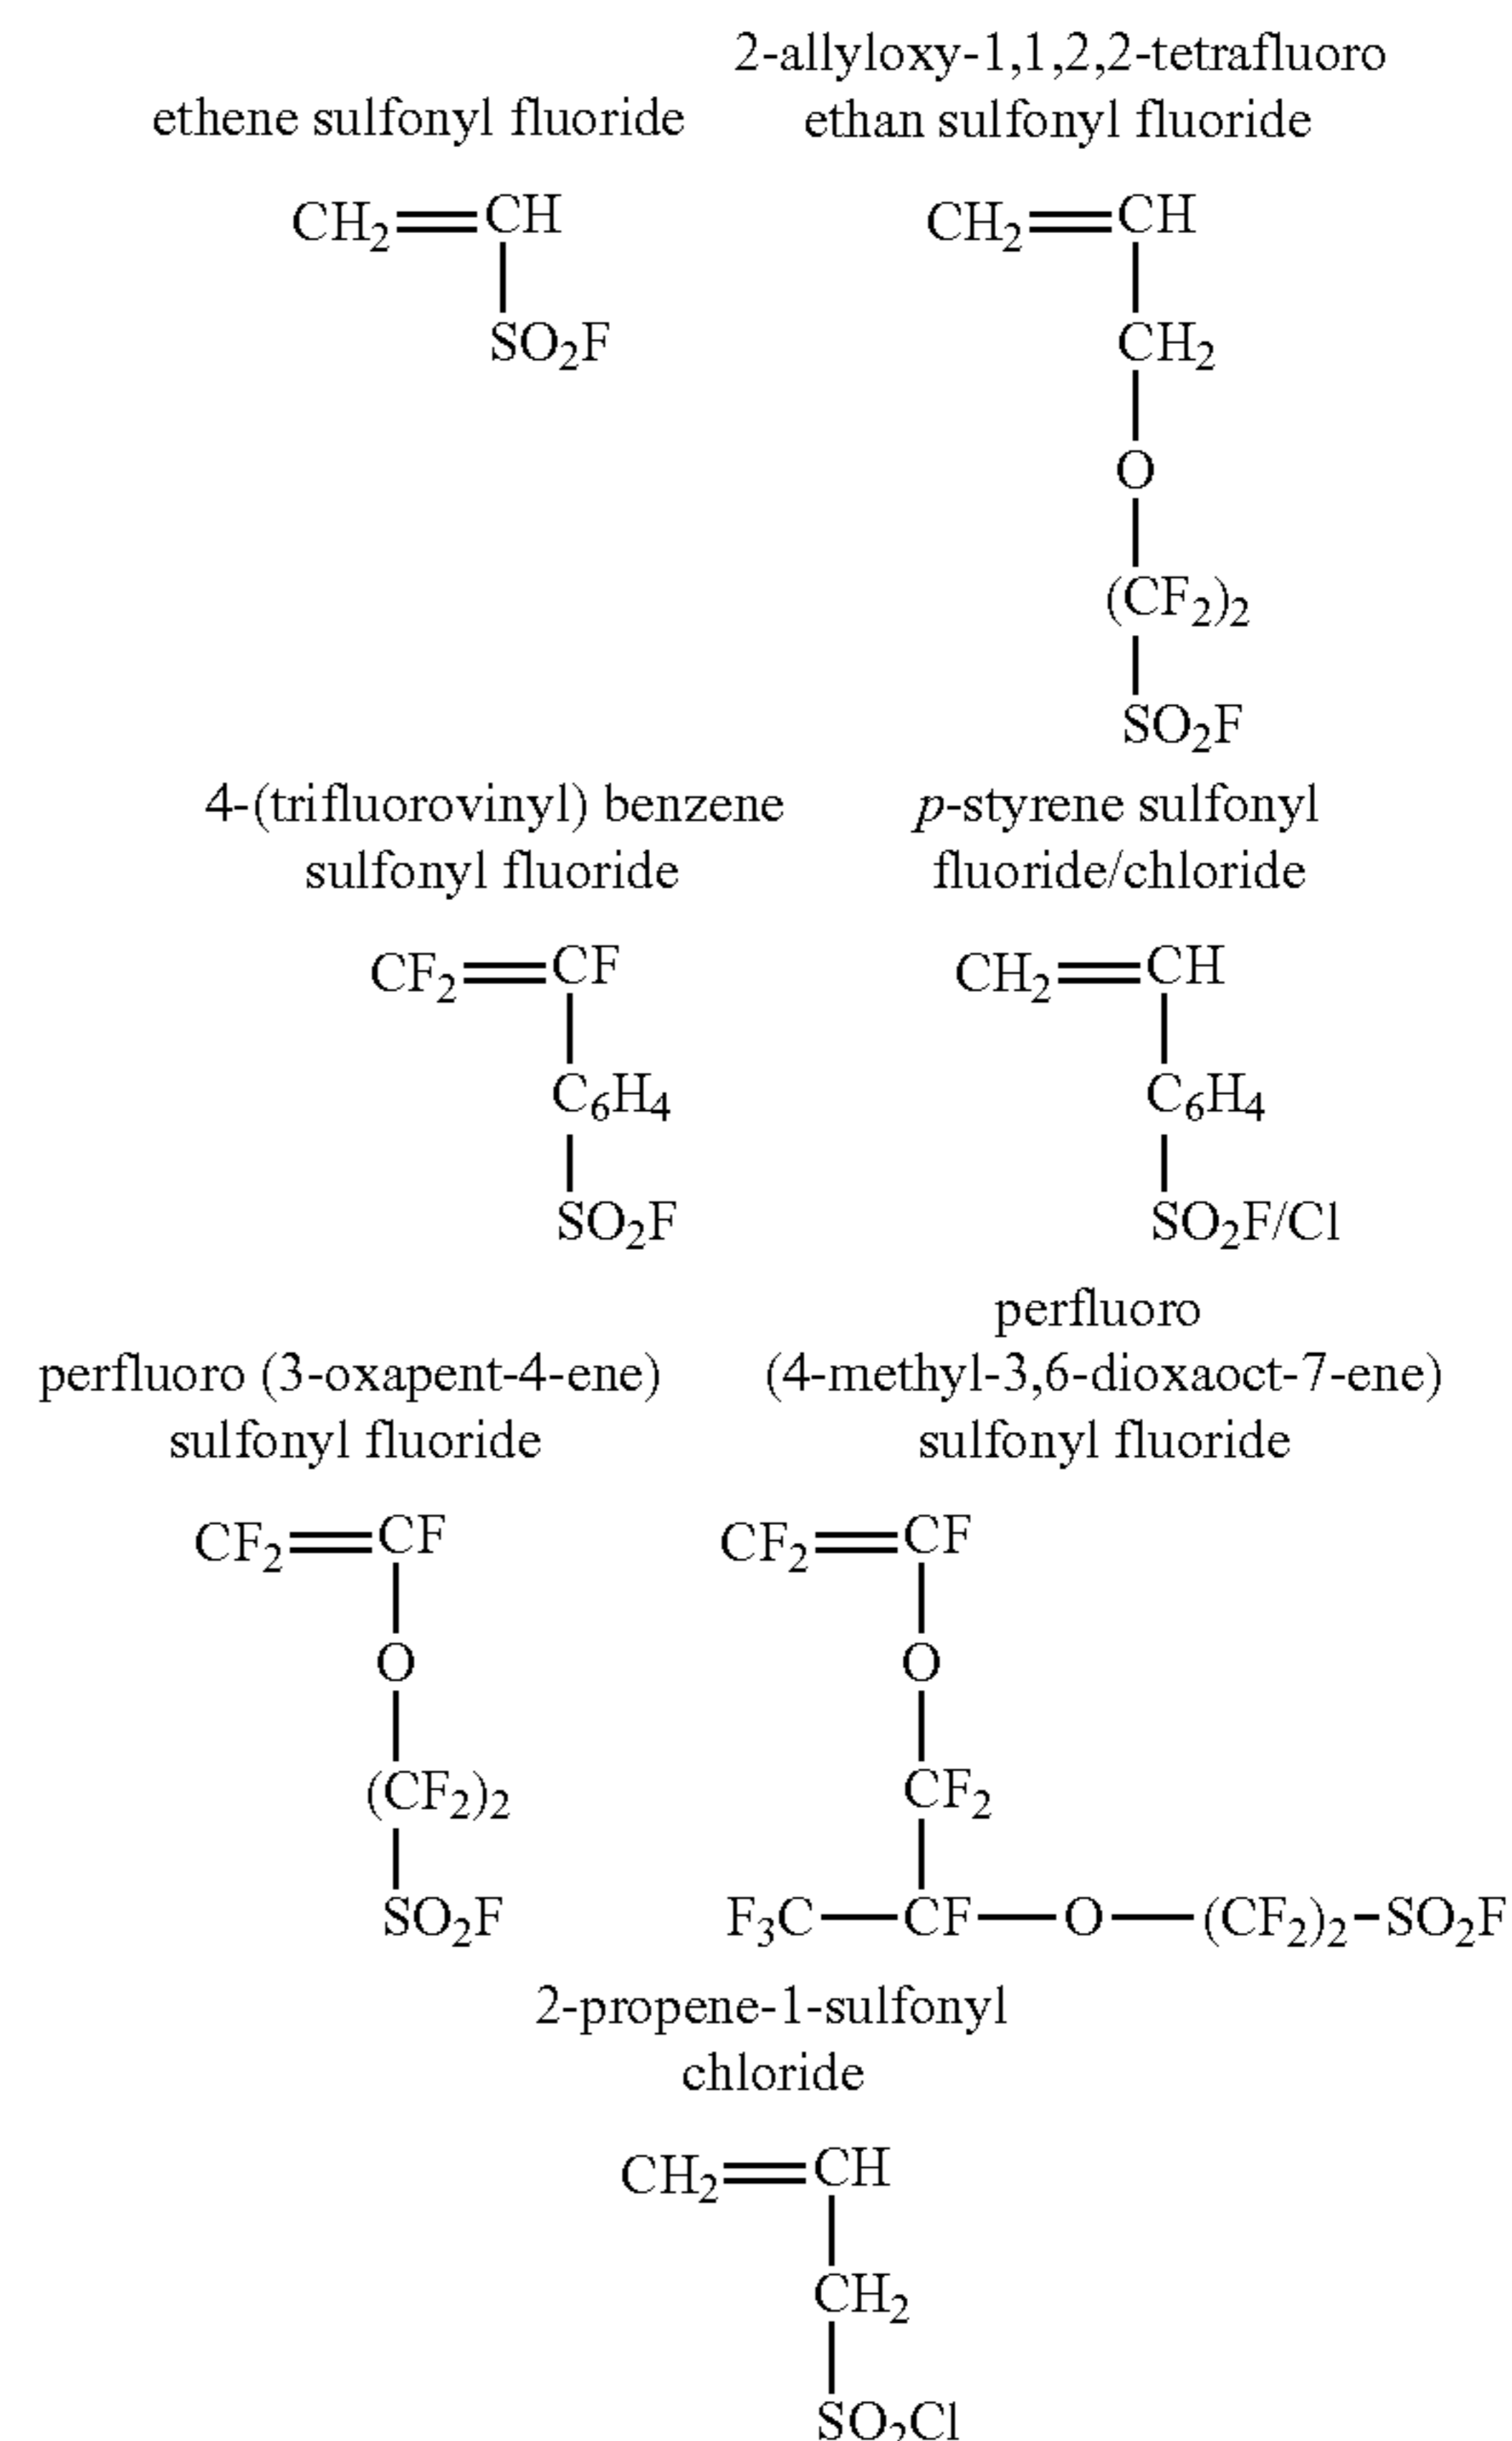 ethene sulfonyl fluoride
CH₂=CH
SO₂F
2-allyloxy-1,1,2,2-tetrafluoro
ethan sulfonyl fluoride
CH₂=CH
CH₂
O
(CF₂)₂
SO₂F
4-(trifluorovinyl) benzene
sulfonyl fluoride
CF₂=CF
C₆H₄
SO₂F
p-styrene sulfonyl
fluoride/chloride
CH₂=CH
C₆H₄
SO₂F/Cl
perfluoro (3-oxapent-4-ene)
sulfonyl fluoride
CF₂=CF
O
(CF₂)₂
SO₂F
perfluoro
(4-methyl-3,6-dioxaoct-7-ene)
sulfonyl fluoride
CF₂=CF
O
CF₂
F₃C—CF—O—(CF₂)₂-SO₂F
2-propene-1-sulfonyl
chloride
CH₂=CH
CH₂
SO₂Cl